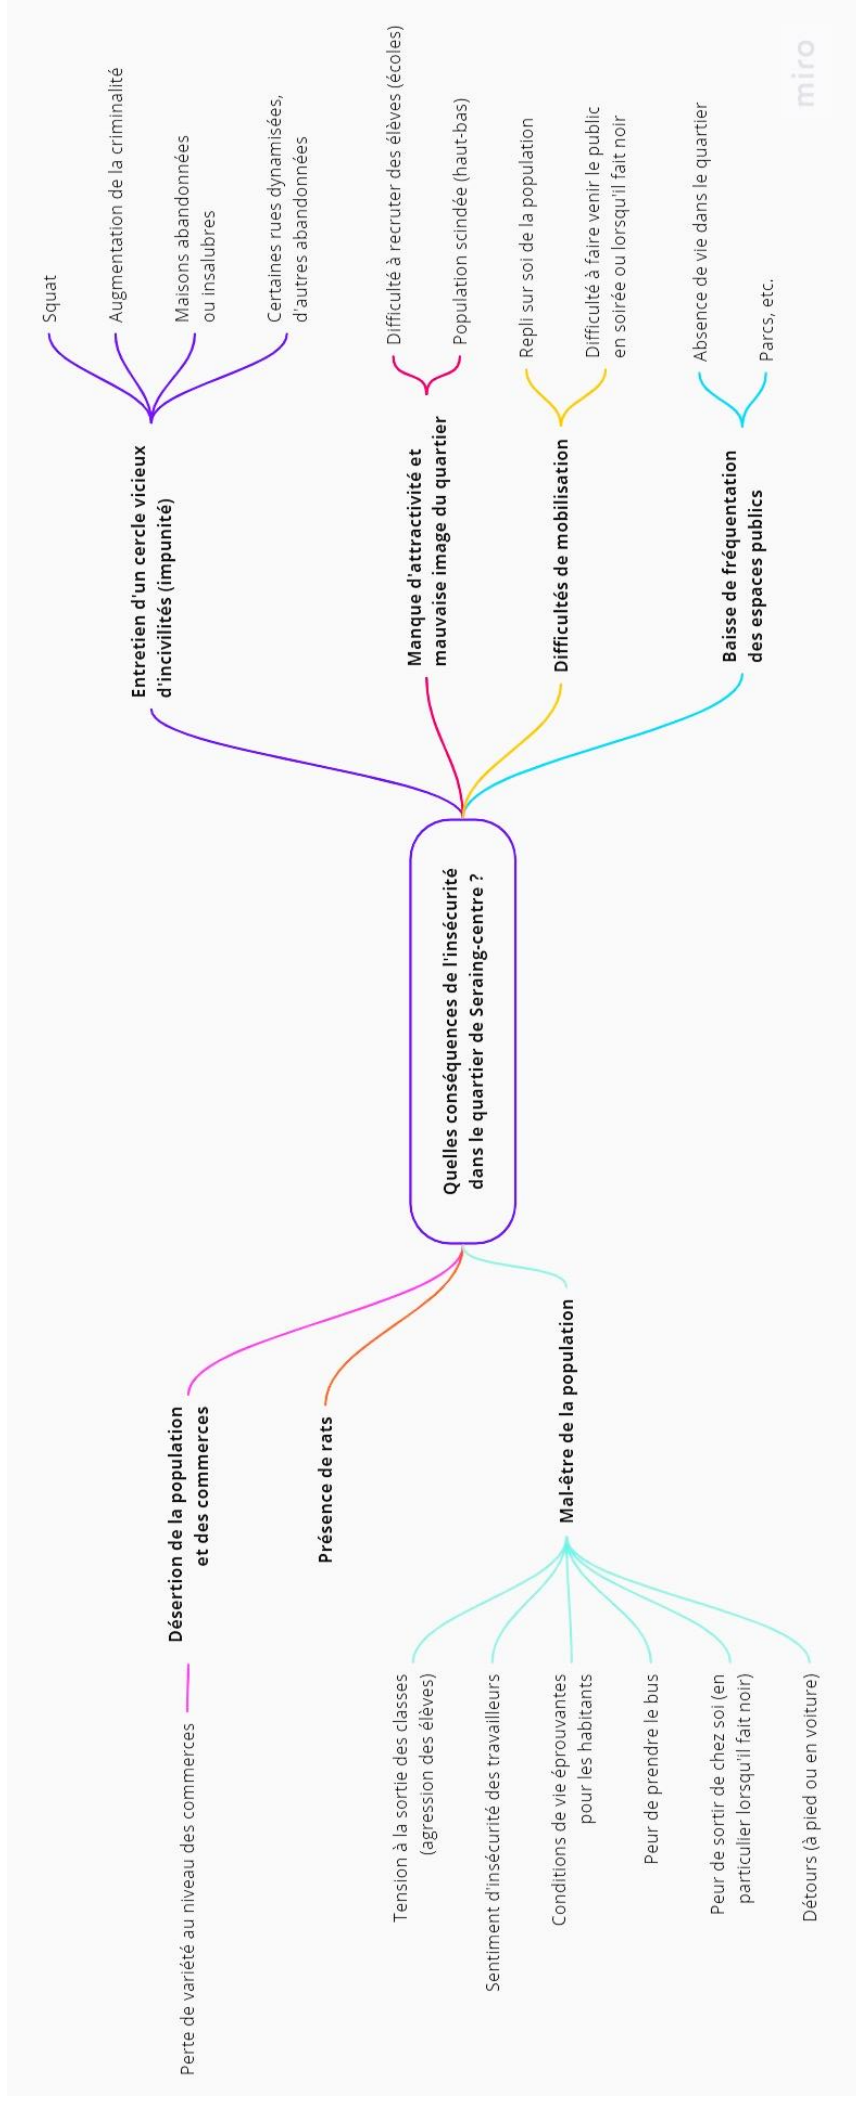 Quelles conséquences de l'insécurité
dans le quartier de Seraing-centre ?
Entretien d'un cercle vicieux
d'incivilités (impunité)
Squat
Augmentation de la criminalité
Maisons abandonnées
ou insalubres
Certaines rues dynamisées,
d'autres abandonnées
Manque d'attractivité et
mauvaise image du quartier
Difficulté à recruter des élèves (écoles)
Population scindée (haut-bas)
Difficultés de mobilisation
Repli sur soi de la population
Difficulté à faire venir le public
en soirée ou lorsqu'il fait noir
Baisse de fréquentation
des espaces publics
Absence de vie dans le quartier
Parcs, etc.
Désertion de la population
et des commerces
Perte de variété au niveau des commerces
Présence de rats
Mal-être de la population
Tension à la sortie des classes
(agression des élèves)
Sentiment d'insécurité des travailleurs
Conditions de vie éprouvantes
pour les habitants
Peur de prendre le bus
Peur de sortir de chez soi (en
particulier lorsqu'il fait noir)
Détours (à pied ou en voiture)
miro